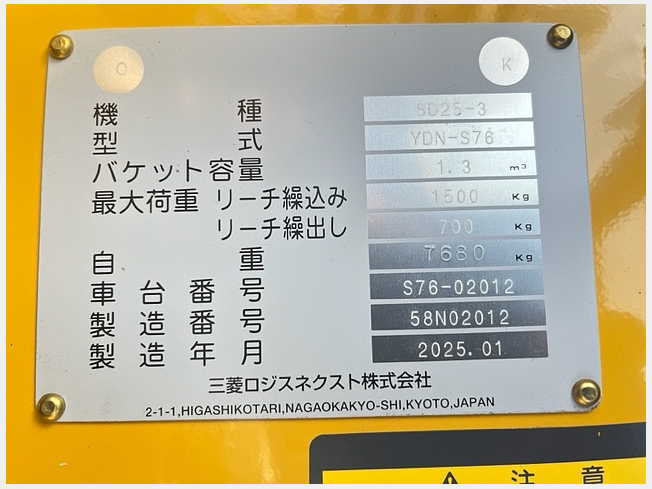 O K
機種 SD25-3
型式 YDN-S76
バケット容量 1.3 m³
最大荷重 リーチ繰込み 1500 Kg
リーチ繰出し 700 Kg
自重 7680 Kg
車台番号 S76-02012
製造番号 58N02012
製造年月 2025.01
三菱ロジスネクスト株式会社
2-1-1,HIGASHIKOTARI,NAGAOKAKYO-SHI,KYOTO,JAPAN
注意